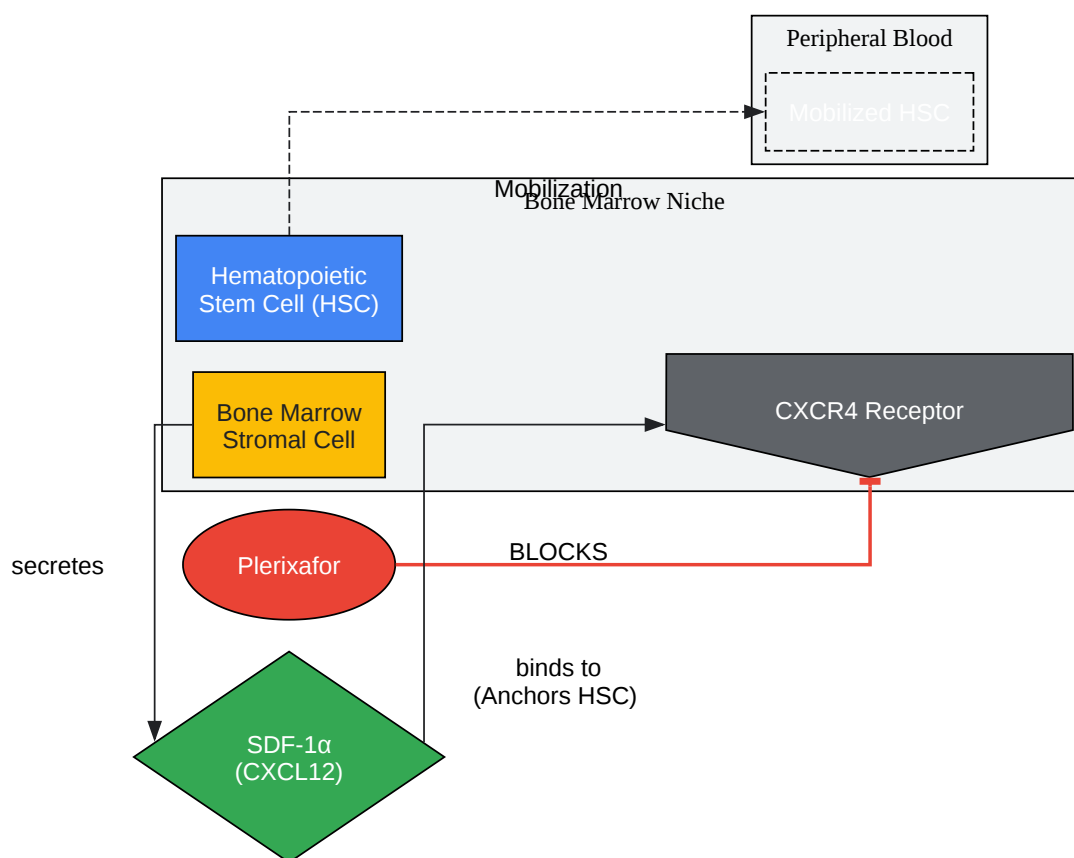 Peripheral Blood
Mobilized HSC
Mobilization
Bone Marrow Niche
Hematopoietic
Stem Cell (HSC)
Bone Marrow
Stromal Cell
CXCR4 Receptor
BLOCKS
Plerixafor
secretes
binds to
(Anchors HSC)
SDF-1α
(CXCL12)